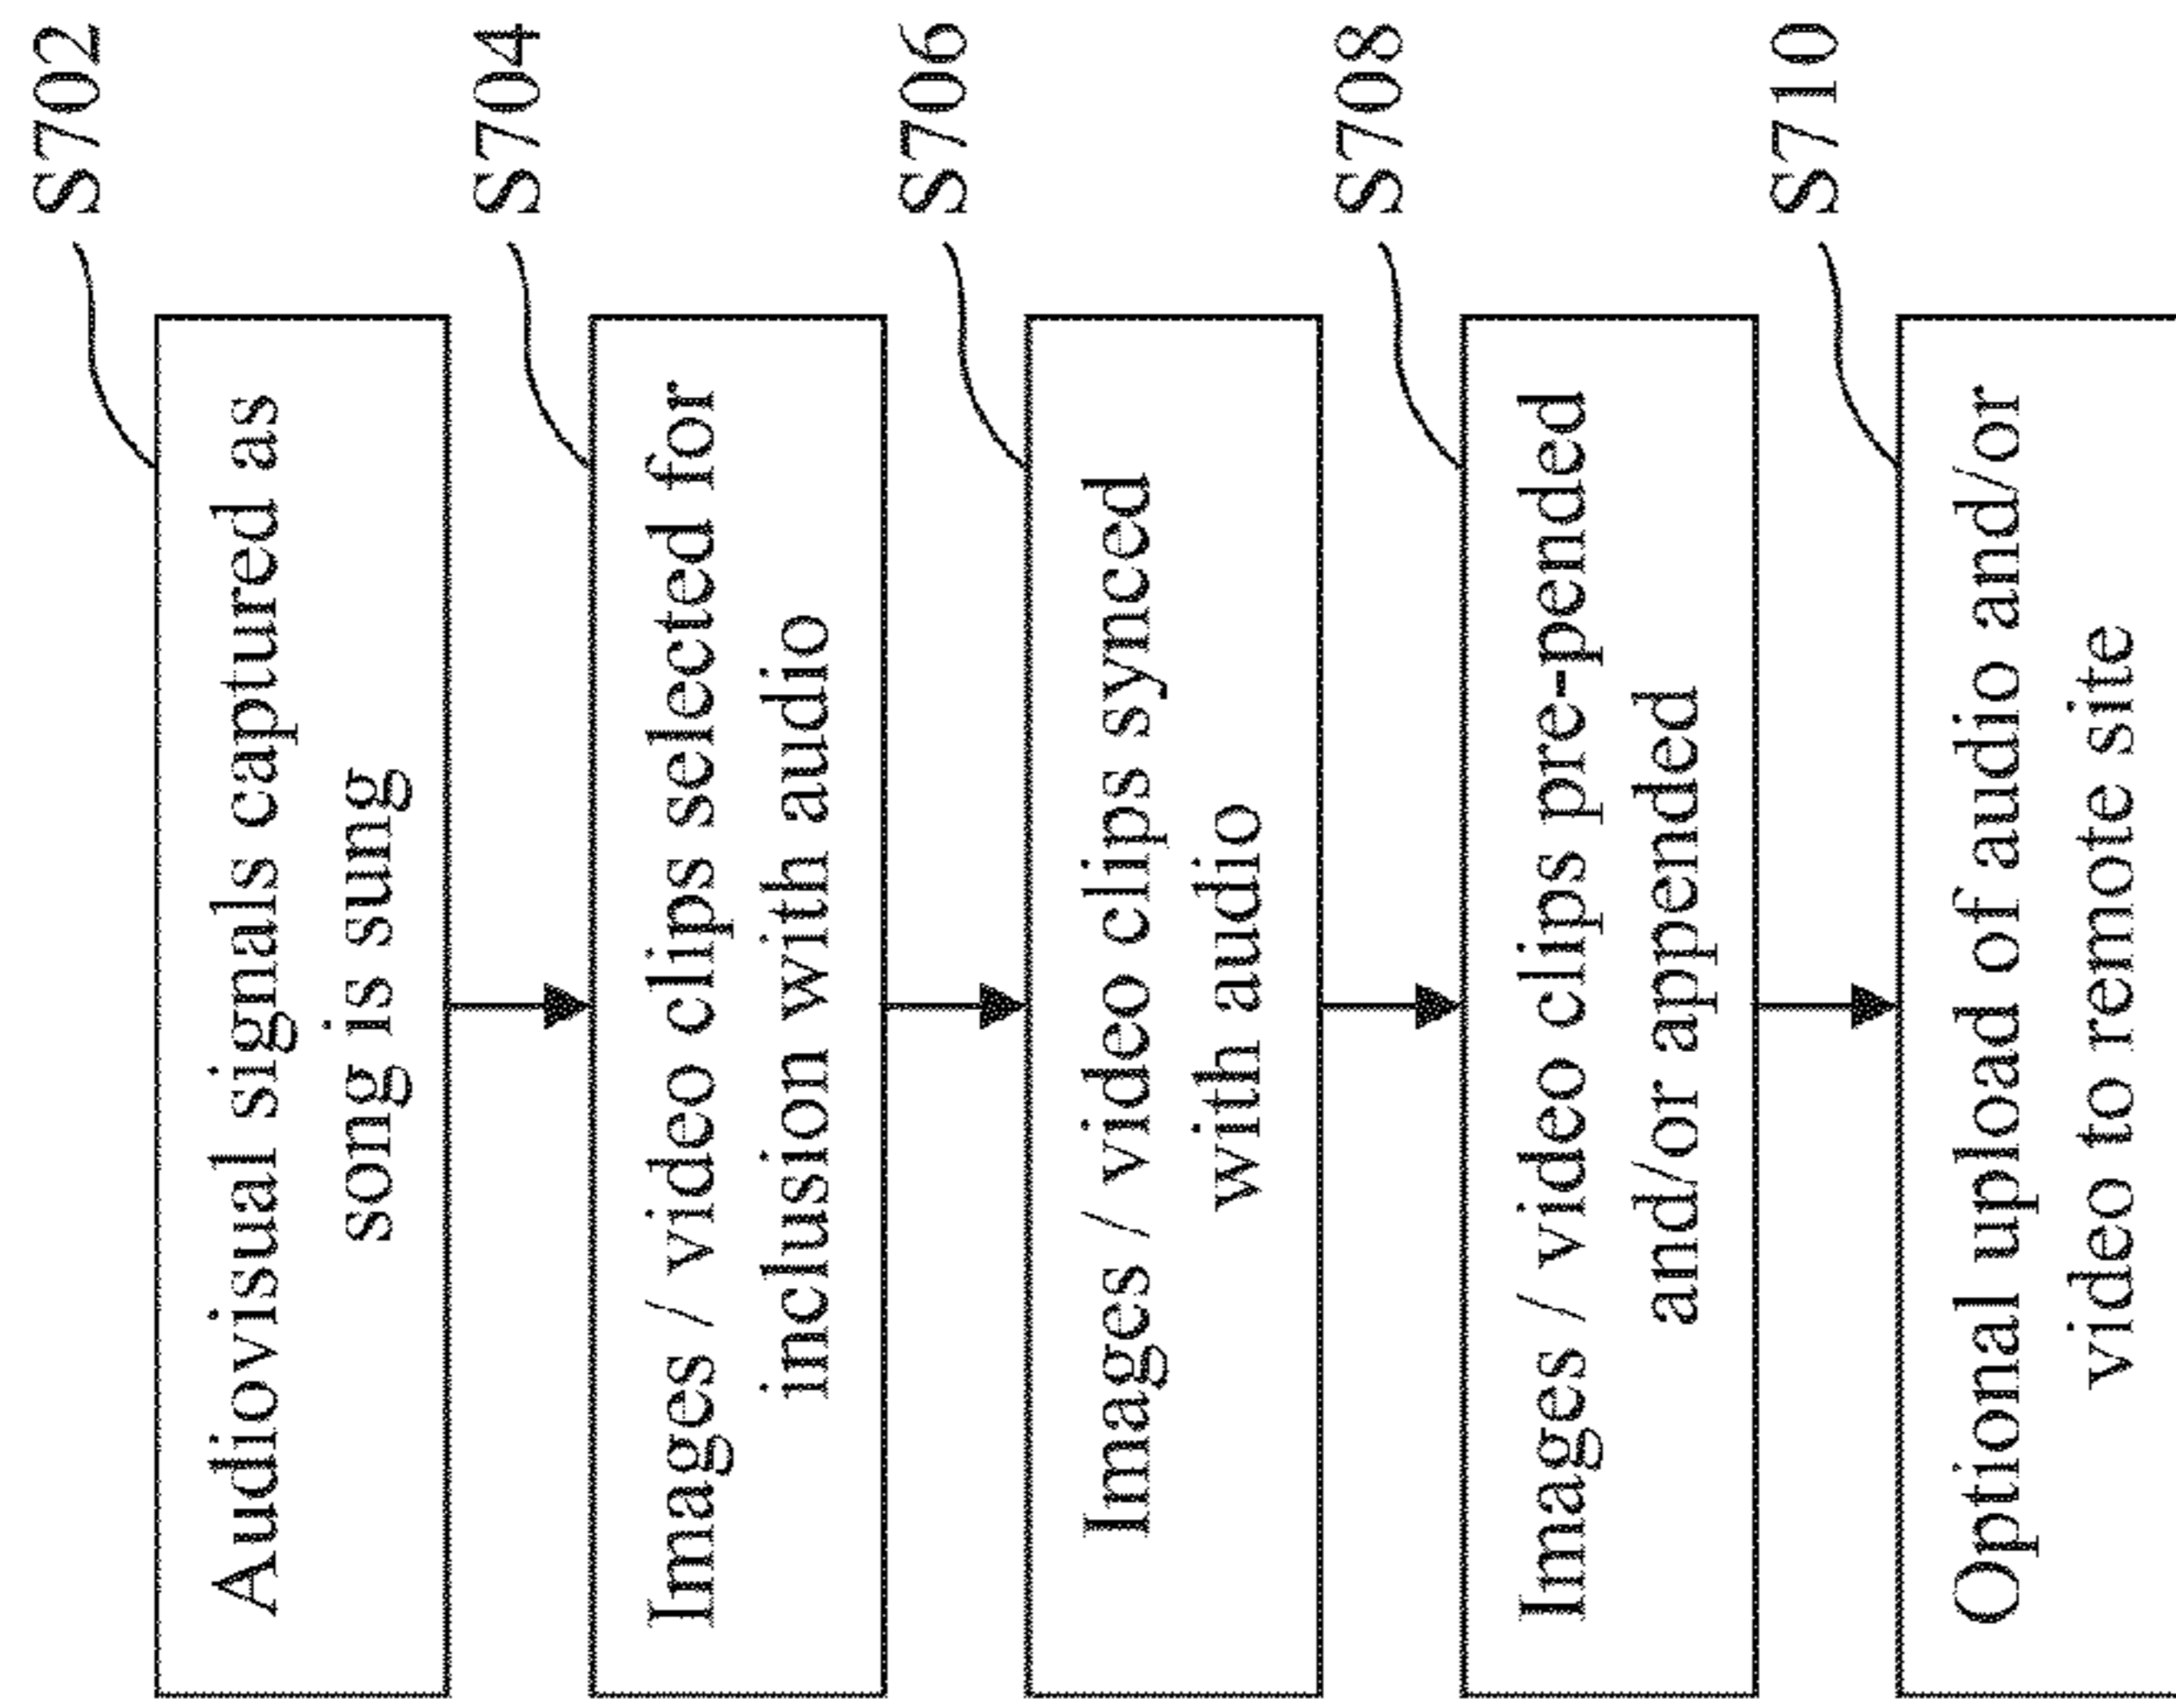 S702
Audiovisual signals captured as
song is sung
S704
Images / video clips selected for
inclusion with audio
S706
Images / video clips synced
with audio
S708
Images / video clips pre-pended
and/or appended
S710
Optional upload of audio and/or
video to remote site